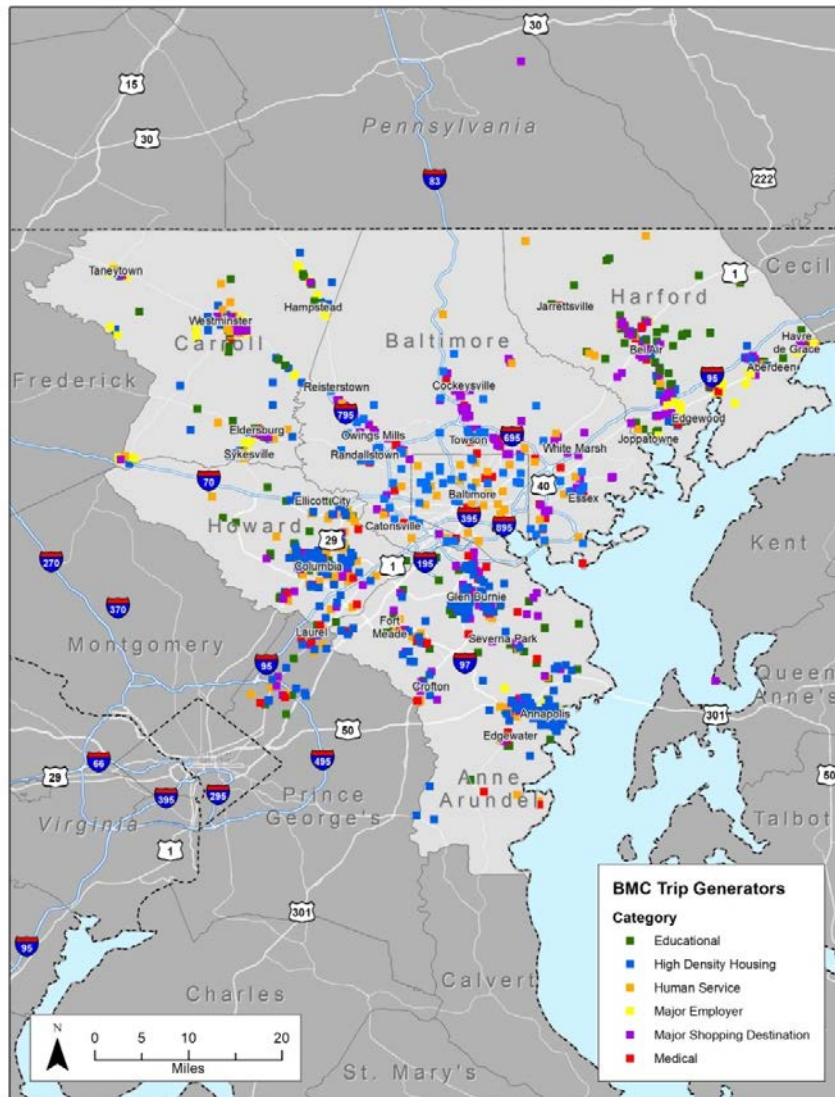 30
15
Pennsylvania
30
83
222
Cecil
1
Taneytown
Hampstead
Jarrettsville
Harford
Westminster
Carroll
Baltimore
Bel Air
Havre
de Grace
Aberdeen
Frederick
Reisterstown
Cockeysville
95
795
Edgewood
Eldersburg
Owings Mills
Towson
695
White Marsh
Joppatowne
Sykesville
Randallstown
70
40
Ellicott City
Baltimore
Essex
Howard
Catonsville
395
895
29
Kent
270
Columbia
1
195
Glen Burnie
370
Fort
Meade
Severna Park
Montgomery
Laurel
95
97
Crofton
Queen
Anne's
301
Annapolis
50
Edgewater
66
495
29
Anne
Arundel
50
395
295
Prince
George's
Virginia
Talbot
1
301
95
Calvert
Charles
St. Mary's
N
0 5 10 20
Miles
BMC Trip Generators
Category
Educational
High Density Housing
Human Service
Major Employer
Major Shopping Destination
Medical